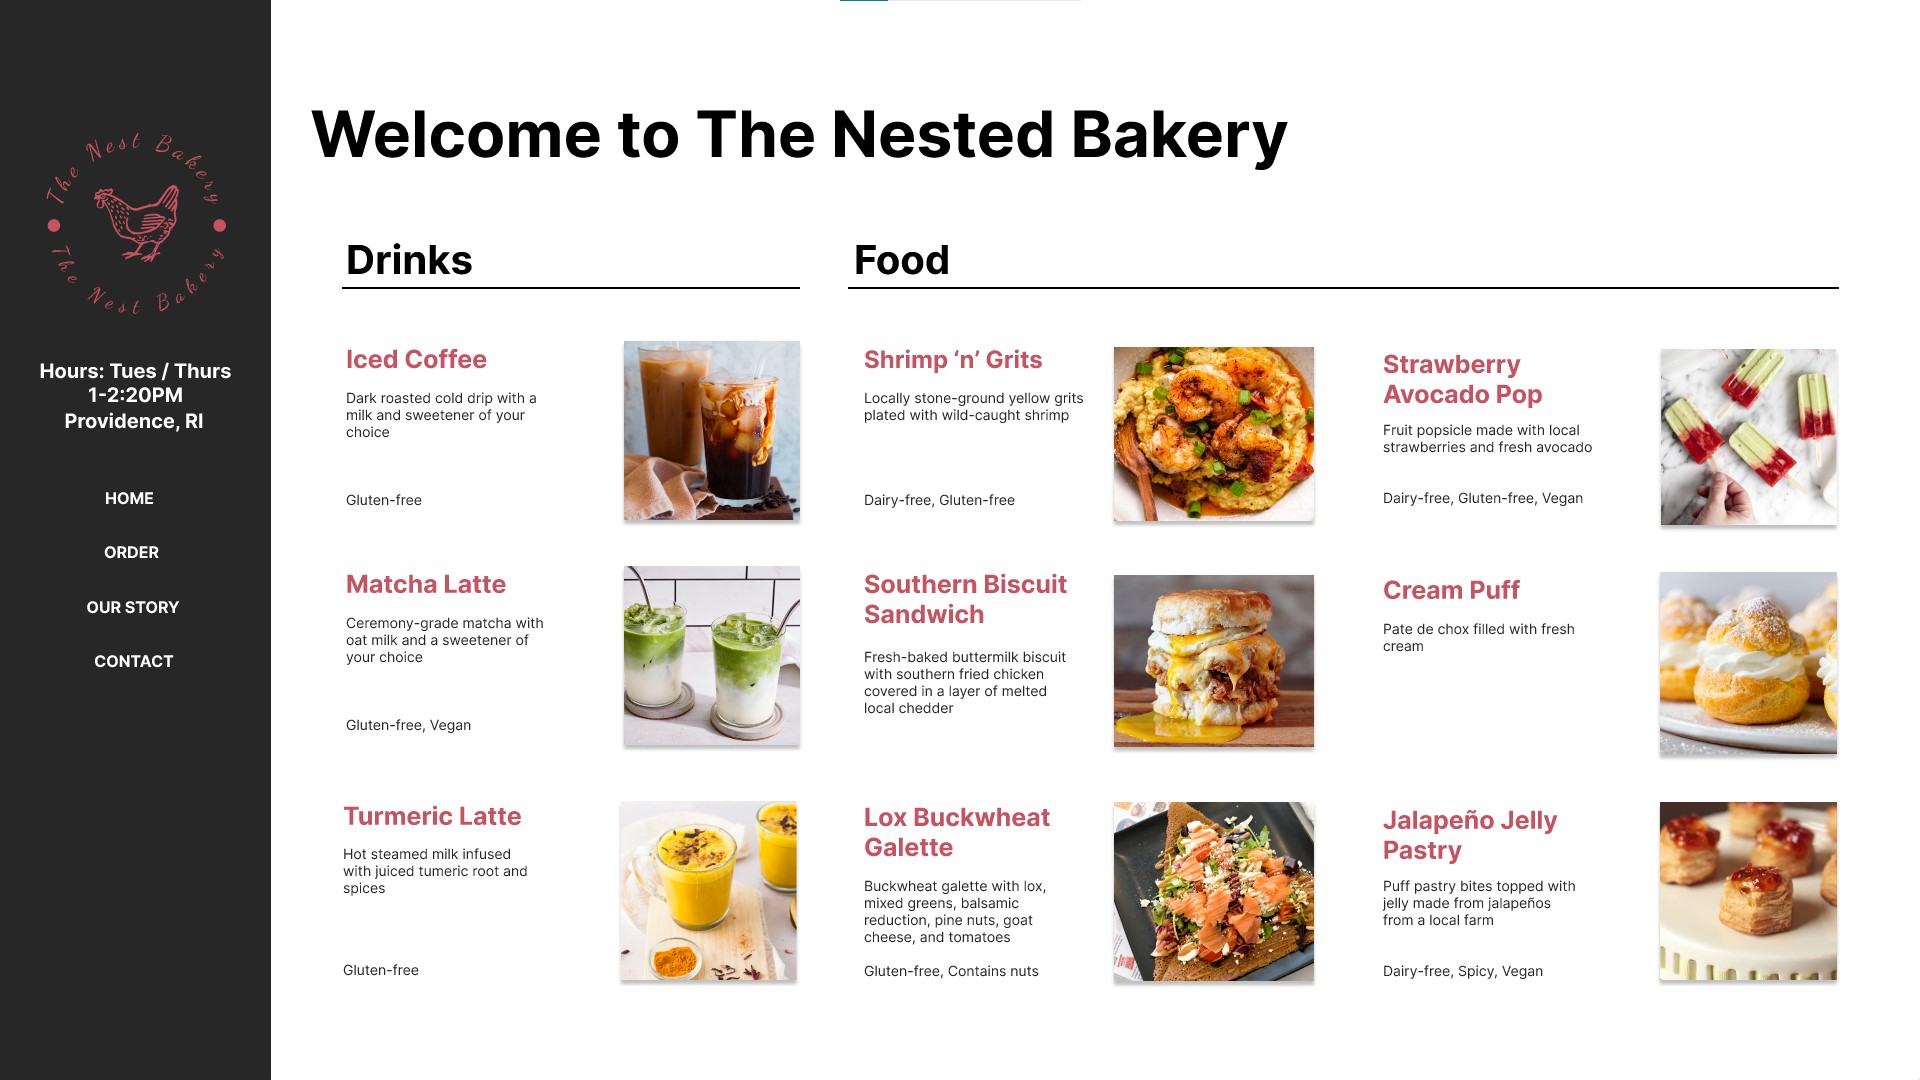 The Nest Bakery
The Nest Bakery
Hours: Tues / Thurs
1-2:20PM
Providence, RI
HOME
ORDER
OUR STORY
CONTACT
Welcome to The Nested Bakery
Drinks
Iced Coffee
Dark roasted cold drip with a
milk and sweetener of your
choice
Gluten-free
Matcha Latte
Ceremony-grade matcha with
oat milk and a sweetener of
your choice
Gluten-free, Vegan
Turmeric Latte
Hot steamed milk infused
with juiced tumeric root and
spices
Gluten-free
Food
Shrimp ‘n’ Grits
Locally stone-ground yellow grits
plated with wild-caught shrimp
Dairy-free, Gluten-free
Southern Biscuit
Sandwich
Fresh-baked buttermilk biscuit
with southern fried chicken
covered in a layer of melted
local chedder
Lox Buckwheat
Galette
Buckwheat galette with lox,
mixed greens, balsamic
reduction, pine nuts, goat
cheese, and tomatoes
Gluten-free, Contains nuts
Strawberry
Avocado Pop
Fruit popsicle made with local
strawberries and fresh avocado
Dairy-free, Gluten-free, Vegan
Cream Puff
Pate de chox filled with fresh
cream
Jalapeño Jelly
Pastry
Puff pastry bites topped with
jelly made from jalapeños
from a local farm
Dairy-free, Spicy, Vegan